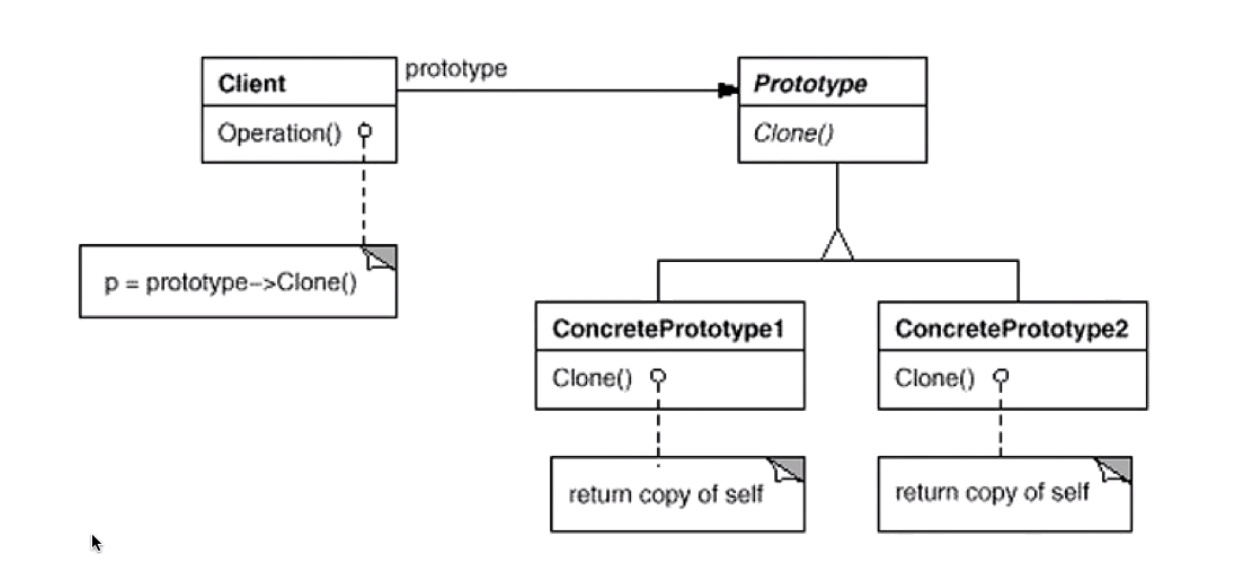 Client
prototype
Prototype
Operation()
Clone()
p = prototype–>Clone()
ConcretePrototype1
ConcretePrototype2
Clone()
Clone()
return copy of self
return copy of self